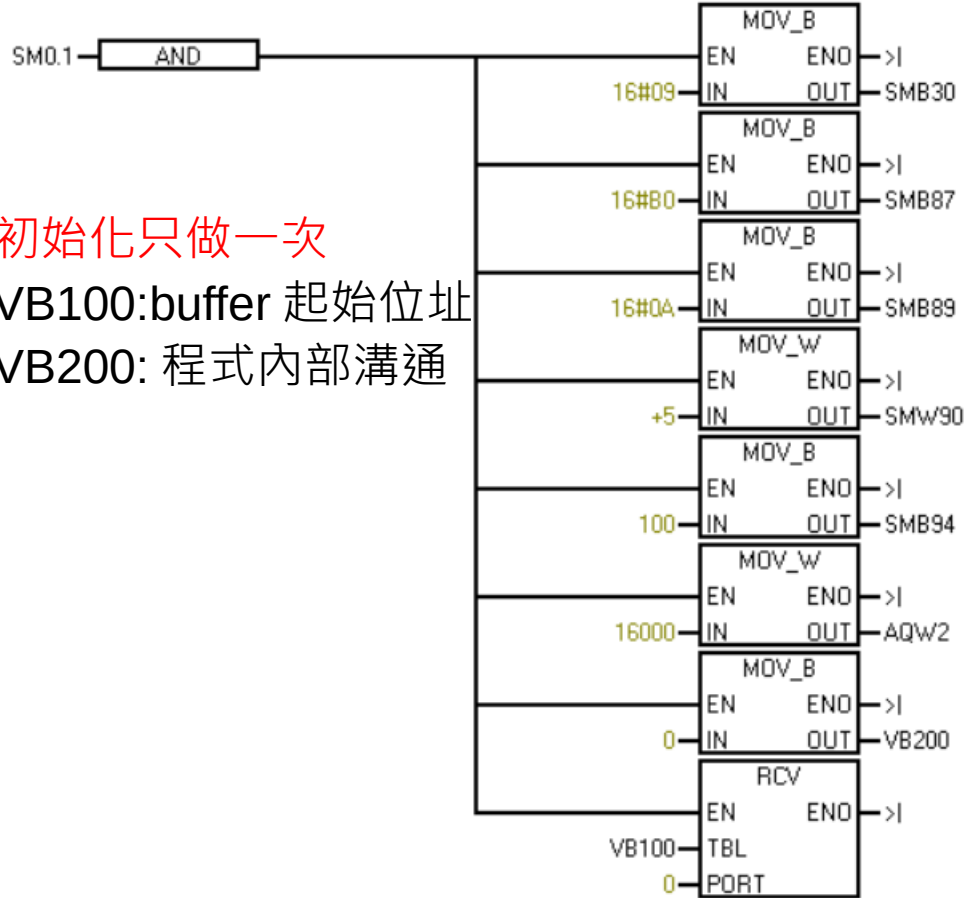 MOV_B
SM0.1 AND EN ENO >|
16#09 IN OUT SMB30
MOV_B
EN ENO >|
16#B0 IN OUT SMB87
MOV_B
初始化只做一次
EN ENO >|
VB100:buffer 起始位址
16#0A IN OUT SMB89
MOV_W
VB200: 程式內部溝通
EN ENO >|
+5 IN OUT SMW90
MOV_B
EN ENO >|
100 IN OUT SMB94
MOV_W
EN ENO >|
16000 IN OUT AQW2
MOV_B
EN ENO >|
0 IN OUT VB200
RCV
EN ENO >|
VB100 TBL
0 PORT